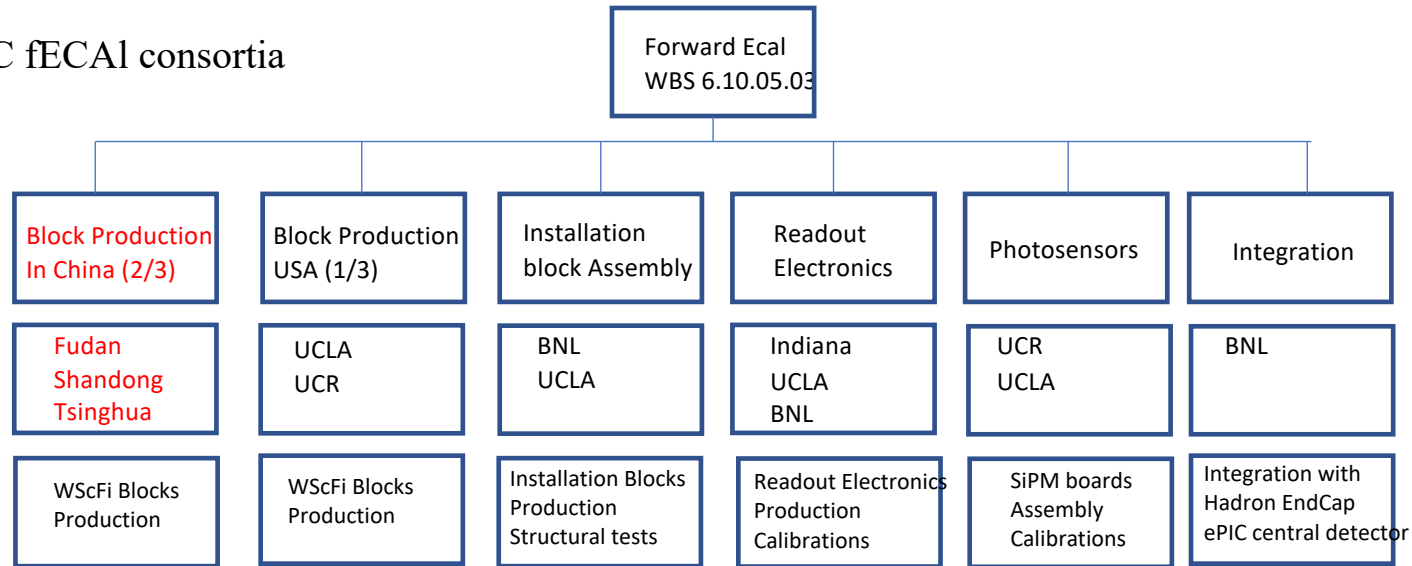 C fECAl consortia
Forward Ecal
WBS 6.10.05.03
Block Production
In China (2/3)
Block Production
USA (1/3)
Installation
block Assembly
Readout
Electronics
Photosensors
Integration
Fudan
Shandong
Tsinghua
UCLA
UCR
BNL
UCLA
Indiana
UCLA
BNL
UCR
UCLA
BNL
WScFi Blocks
Production
WScFi Blocks
Production
Installation Blocks
Production
Structural tests
Readout Electronics
Production
Calibrations
SiPM boards
Assembly
Calibrations
Integration with
Hadron EndCap
ePIC central detector